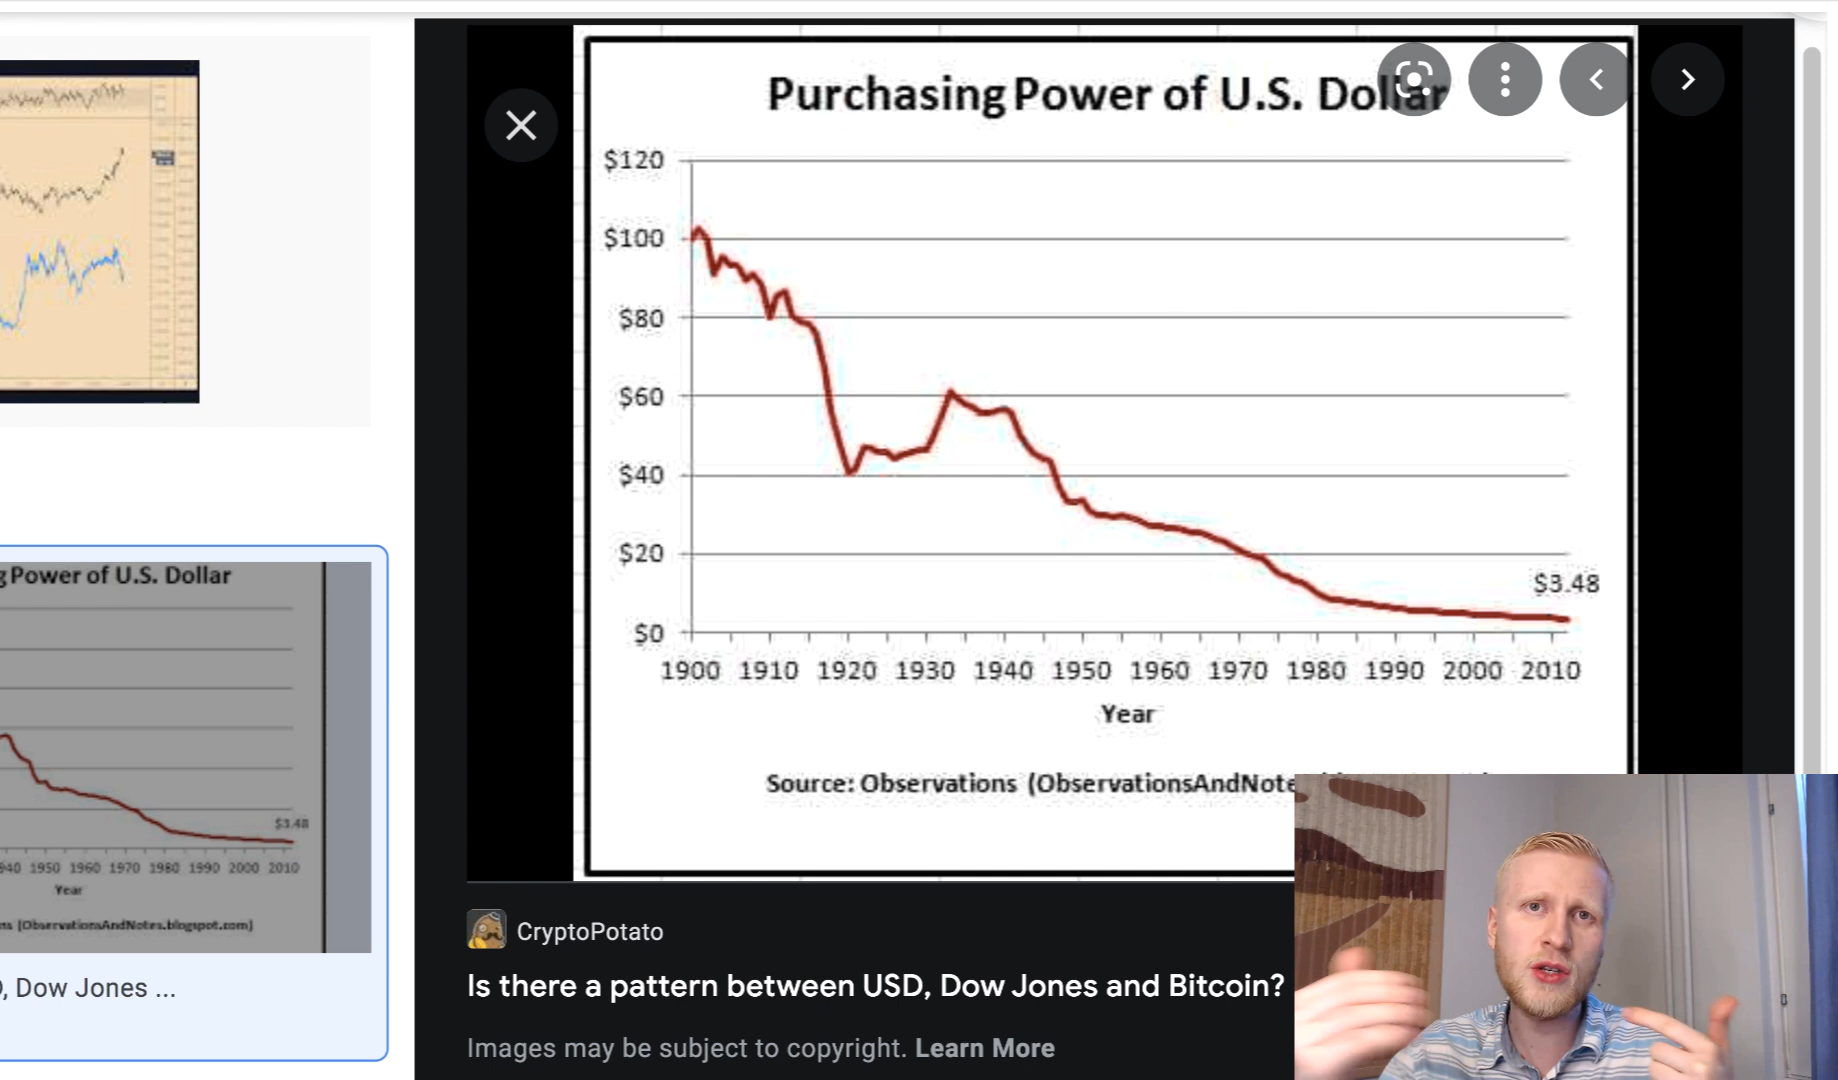 Purchasing Power of U.S. Dollar
$120
$100
$80
$60
$40
$20
$0
$3.48
1900 1910 1920 1930 1940 1950 1960 1970 1980 1990 2000 2010
Year
Source: Observations (ObservationsAndNote
g Power of U.S. Dollar
$3.48
940 1950 1960 1970 1980 1990 2000 2010
Year
ns (ObservationsAndNotes.blogspot.com)
, Dow Jones ...
CryptoPotato
Is there a pattern between USD, Dow Jones and Bitcoin?
Images may be subject to copyright. Learn More